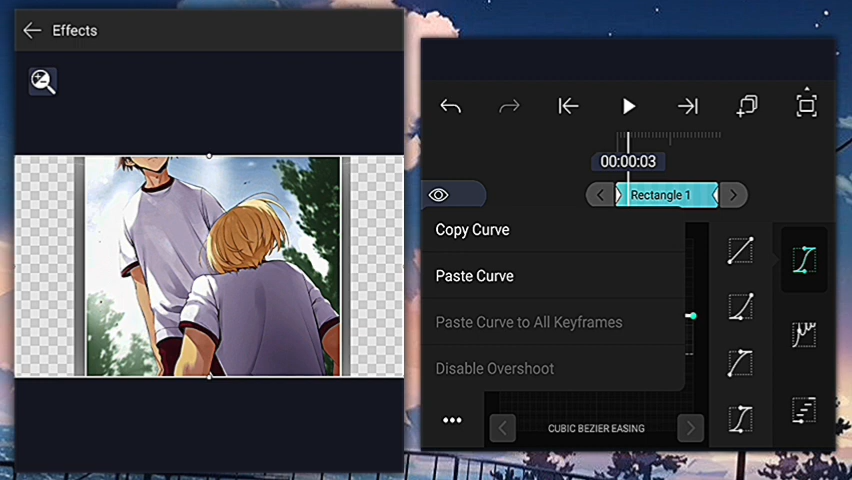 Effects
00:00:03
Rectangle 1
Copy Curve
Paste Curve
Paste Curve to All Keyframes
Disable Overshoot
CUBIC BEZIER EASING